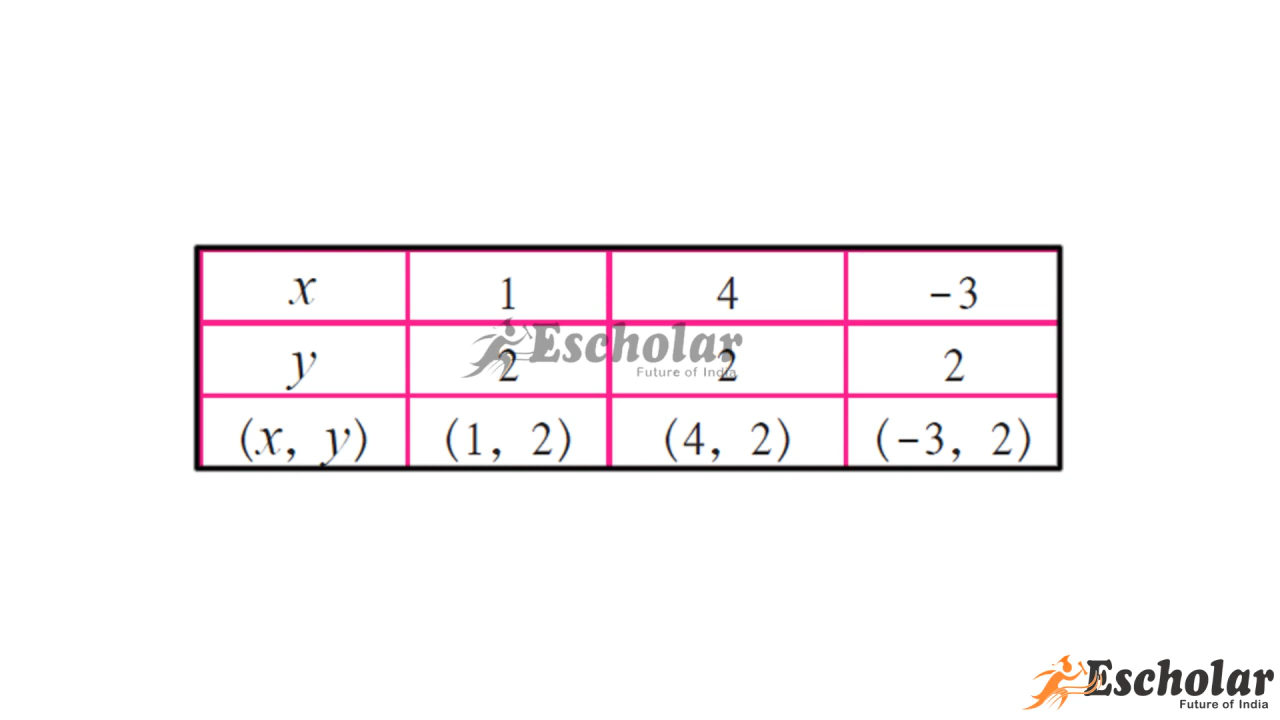 x 1 4 -3
Escholar
Future of India
y 2 2 2
(x, y) (1, 2) (4, 2) (-3, 2)
Escholar
Future of India